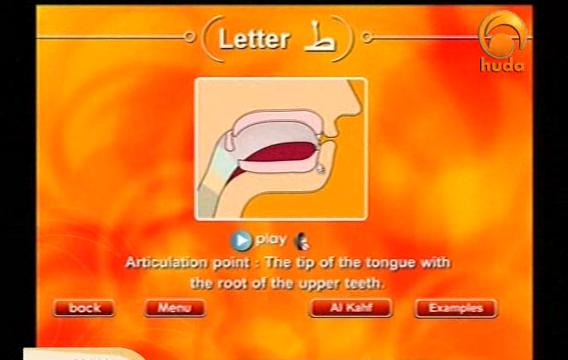 Letter ط
huda
play
Articulation point : The tip of the tongue with
the root of the upper teeth.
back
Menu
Al Kahf
Examples